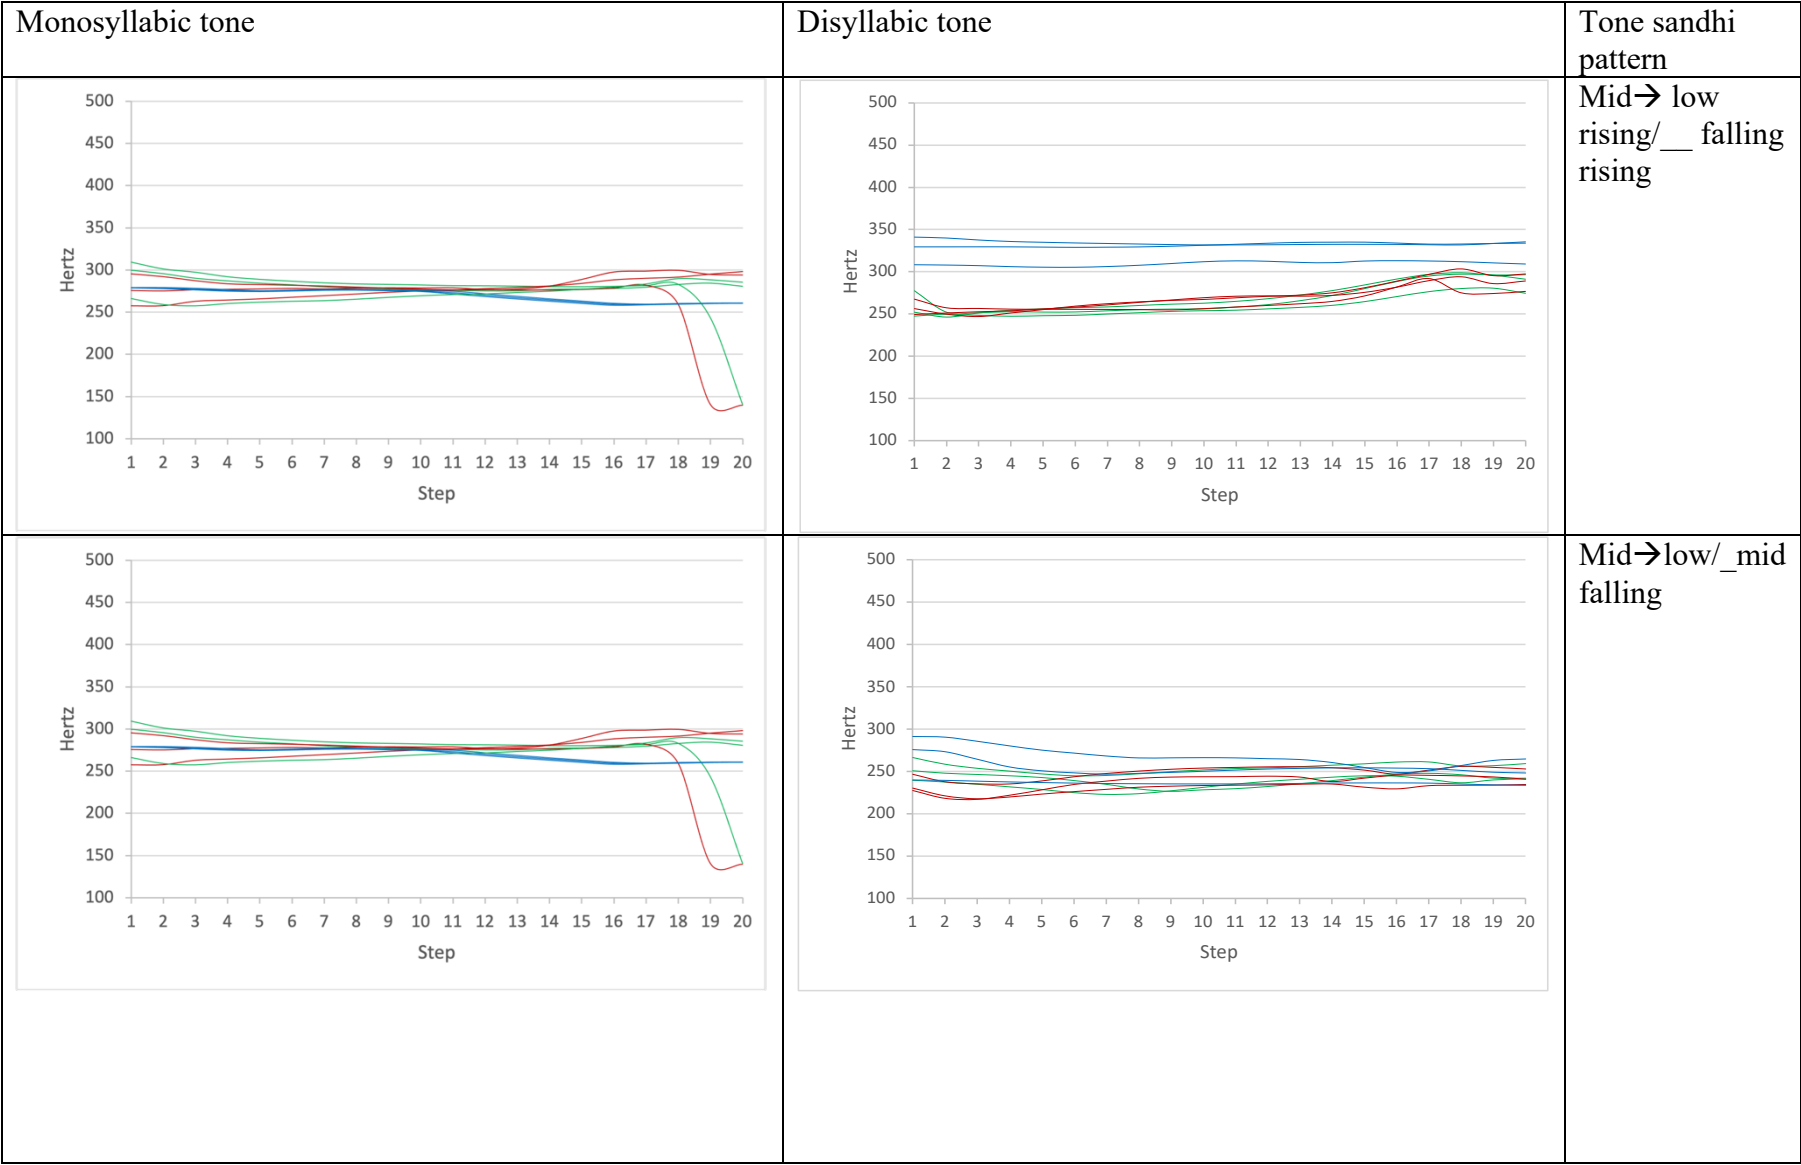 Monosyllabic tone
Disyllabic tone
Tone sandhi
pattern
500
450
400
350
300
250
200
150
100
Hertz
1 2 3 4 5 6 7 8 9 10 11 12 13 14 15 16 17 18 19 20
Step
500
450
400
350
300
250
200
150
100
Hertz
1 2 3 4 5 6 7 8 9 10 11 12 13 14 15 16 17 18 19 20
Step
Mid→ low
rising/__ falling
rising
500
450
400
350
300
250
200
150
100
Hertz
1 2 3 4 5 6 7 8 9 10 11 12 13 14 15 16 17 18 19 20
Step
500
450
400
350
300
250
200
150
100
Hertz
1 2 3 4 5 6 7 8 9 10 11 12 13 14 15 16 17 18 19 20
Step
Mid→low/_mid
falling